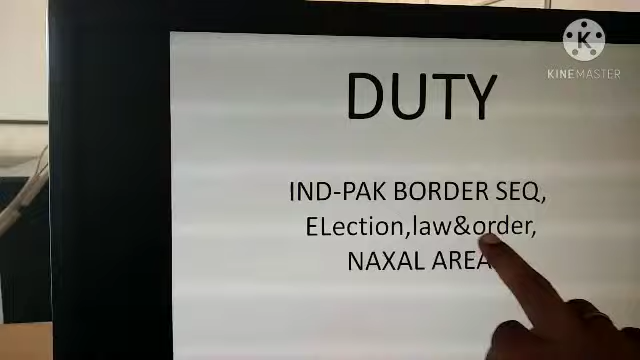 KINEMASTER
DUTY
IND-PAK BORDER SEQ,
ELection,law&order,
NAXAL AREA